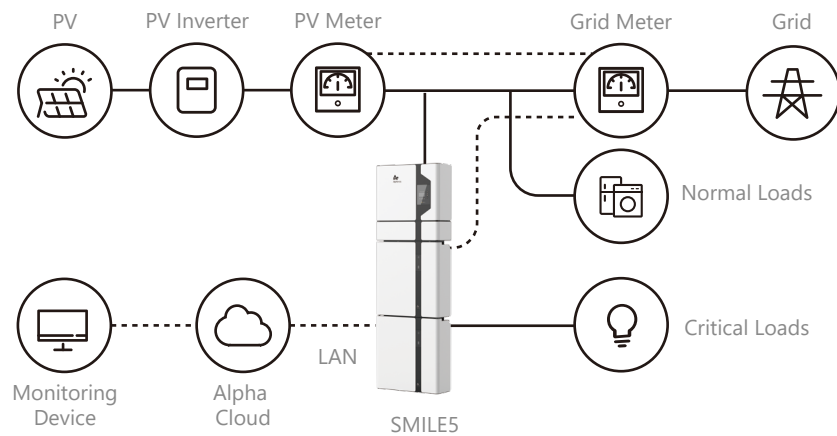 PV
PV Inverter
PV Meter
Grid Meter
Grid
Normal Loads
Critical Loads
LAN
Monitoring
Device
Alpha
Cloud
SMILE5